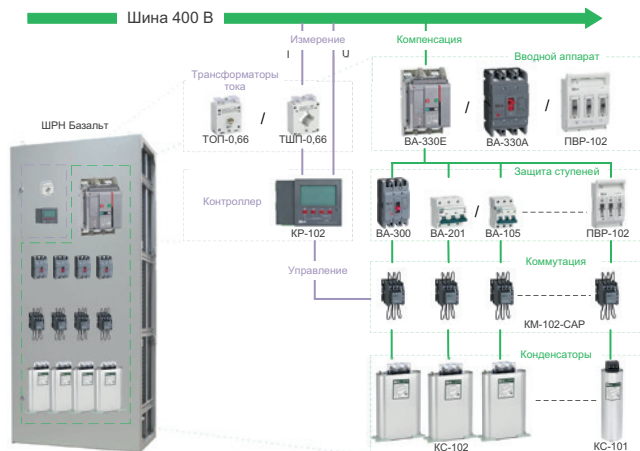 Шина 400 В
Измерение
Компенсация
I
U
Вводной аппарат
Трансформаторы
тока
ТОП-0,66
/
ТШП-0,66
ВА-330Е
/
ВА-330А
/
ПВР-102
ШРН Базальт
Защита ступеней
Контроллер
КР-102
ВА-300
ВА-201
/
ВА-105
ПВР-102
Управление
Коммутация
КМ-102-САР
Конденсаторы
КС-102
КС-101